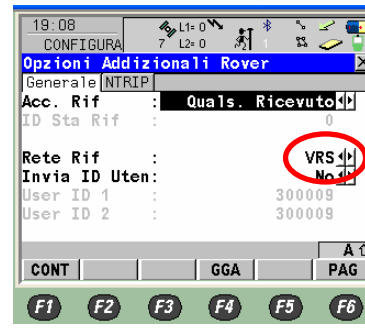 19:08 L1= 0
CONFIGURA 7 L2= 0 1
Opzioni Addizionali Rover
Generale NTRIP
Acc. Rif : Quals. Ricevuto
ID Sta Rif : 0
Rete Rif : VRS
Invia ID Uten: No
User ID 1 : 300009
User ID 2 : 300009
A
CONT GGA PAG
F1 F2 F3 F4 F5 F6